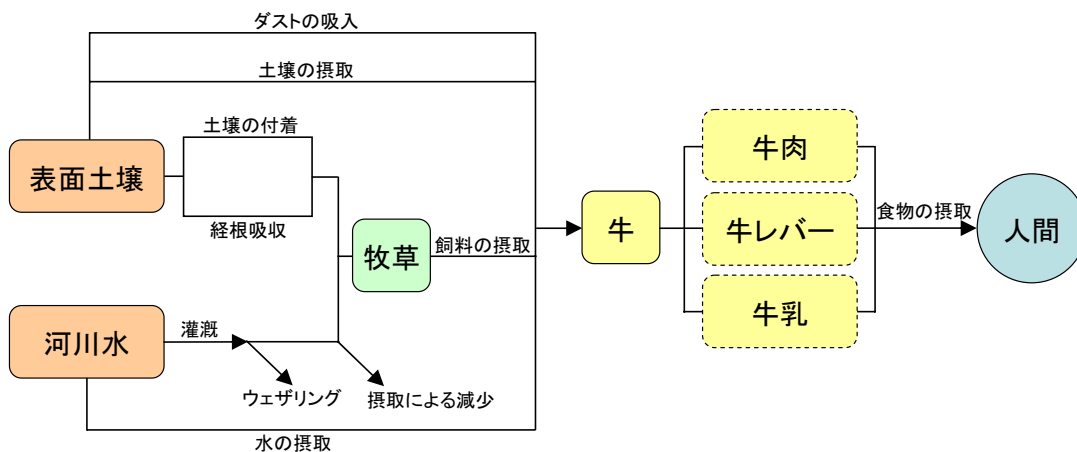 ダストの吸入
土壌の摂取
土壌の付着
表面土壌
経根吸収
牧草
飼料の摂取
牛
牛肉
牛レバー
牛乳
食物の摂取
人間
河川水
灌漑
ウェザリング
摂取による減少
水の摂取